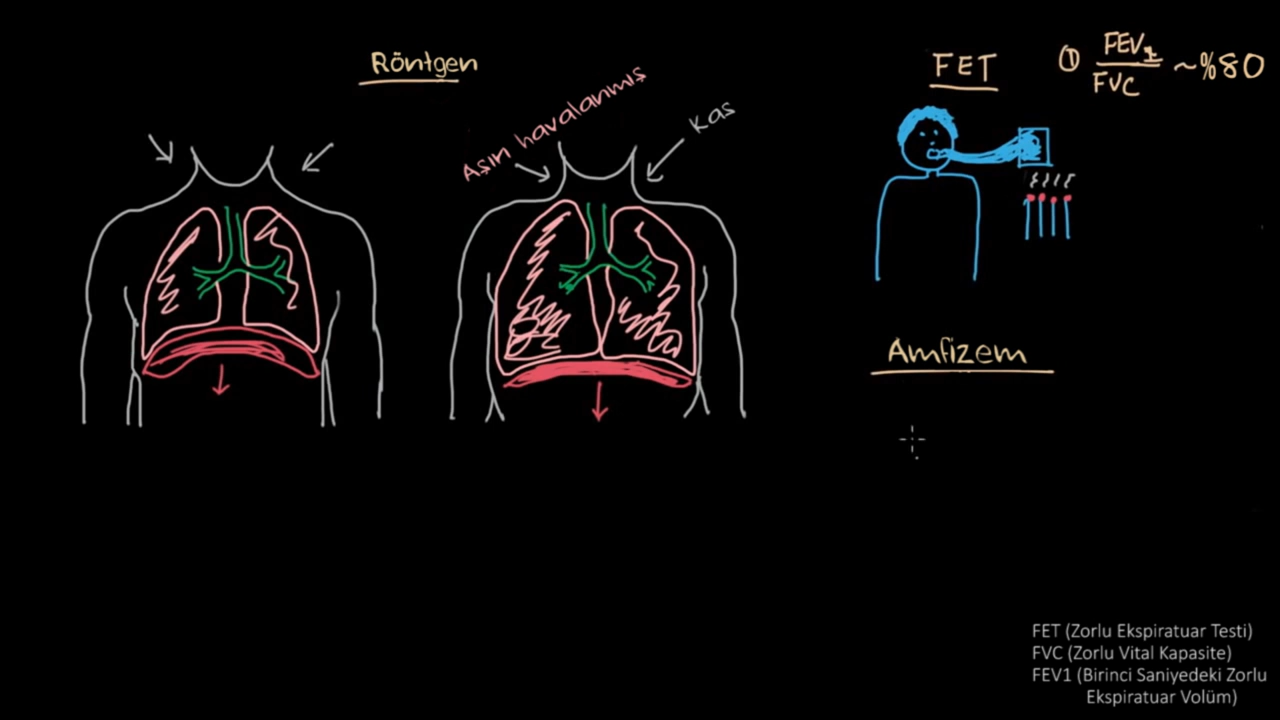 Röntgen
Aşırı havalanmış
Kas
FET
① FEV₁
FVC
~%80
Amfizem
FET (Zorlu Ekspiratuar Testi)
FVC (Zorlu Vital Kapasite)
FEV1 (Birinci Saniyedeki Zorlu
Ekspiratuar Volüm)